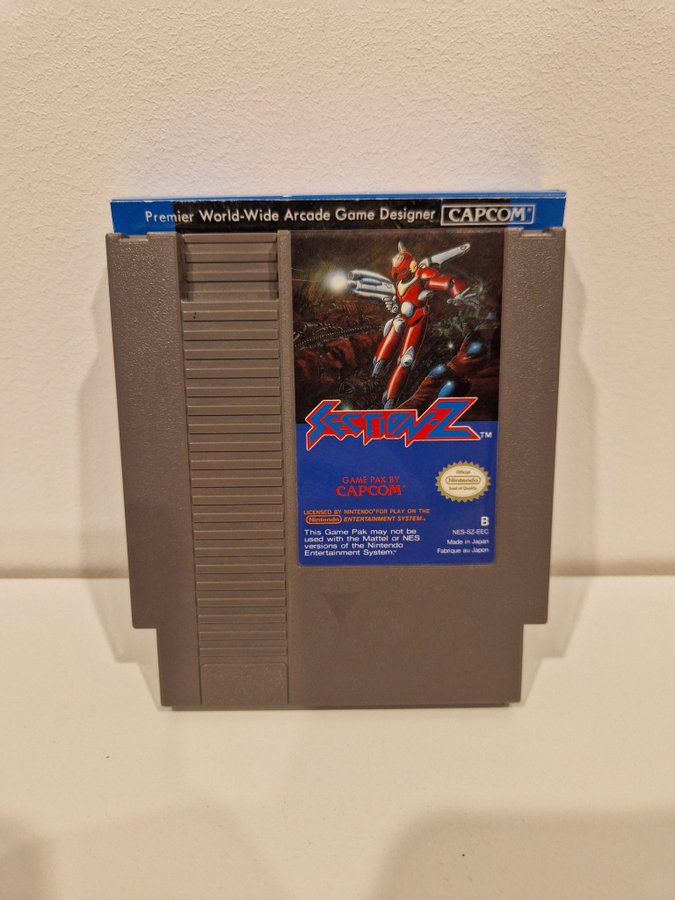 Premier World-Wide Arcade Game Designer CAPCOM®
SECTION-Z™
GAME PAK BY
CAPCOM®
Official
Nintendo
Seal of Quality
LICENSED BY NINTENDO® FOR PLAY ON THE
Nintendo ENTERTAINMENT SYSTEM™
This Game Pak may not be
used with the Mattel or NES
versions of the Nintendo
Entertainment System.
B
NES-SZ-EEC
Made in Japan
Fabriqué au Japon